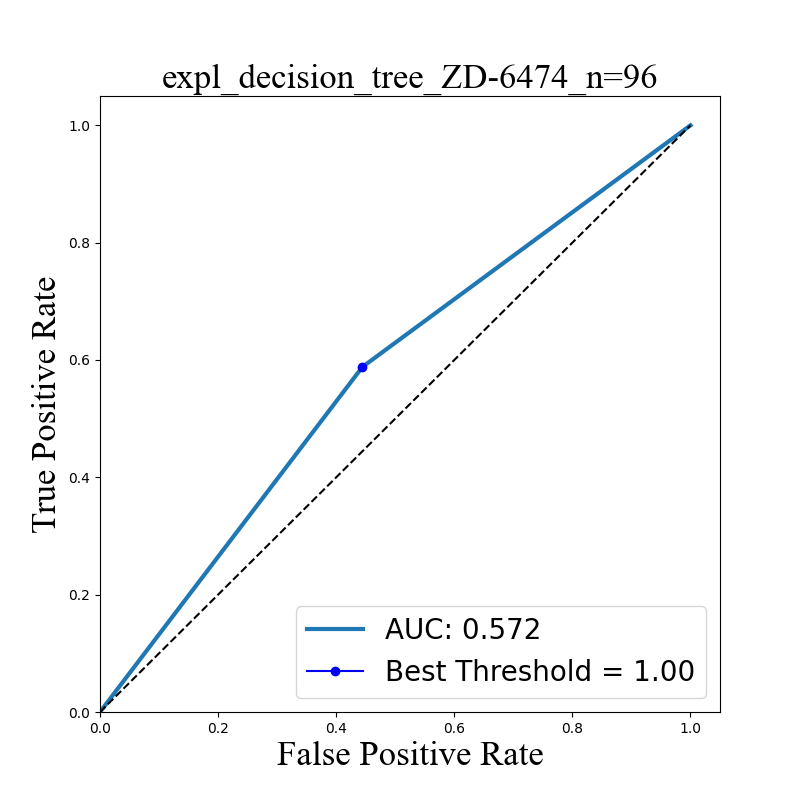 expl_decision_tree_ZD-6474_n=96
True Positive Rate
1.0
0.8
0.6
0.4
0.2
0.0
AUC: 0.572
Best Threshold = 1.00
0.0 0.2 0.4 0.6 0.8 1.0
False Positive Rate